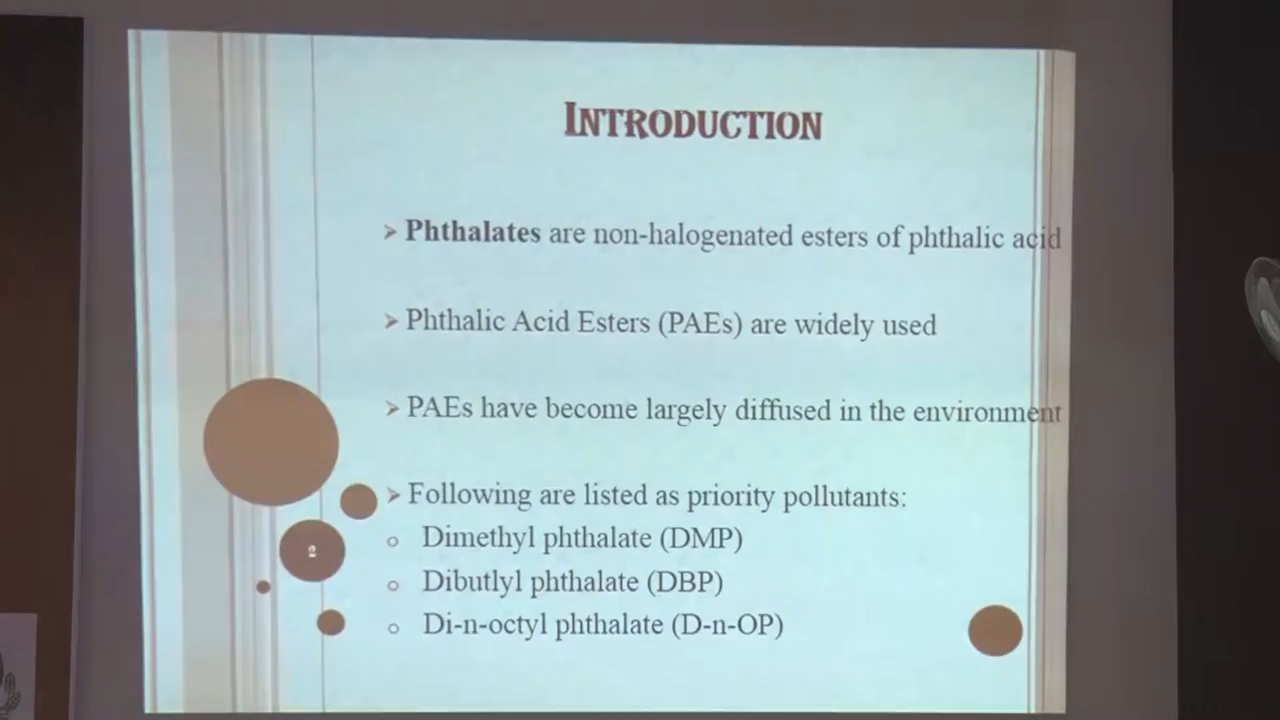 INTRODUCTION
➢ Phthalates are non-halogenated esters of phthalic acid
➢ Phthalic Acid Esters (PAEs) are widely used
➢ PAEs have become largely diffused in the environment
➢ Following are listed as priority pollutants:
o Dimethyl phthalate (DMP)
o Dibutlyl phthalate (DBP)
o Di-n-octyl phthalate (D-n-OP)
2